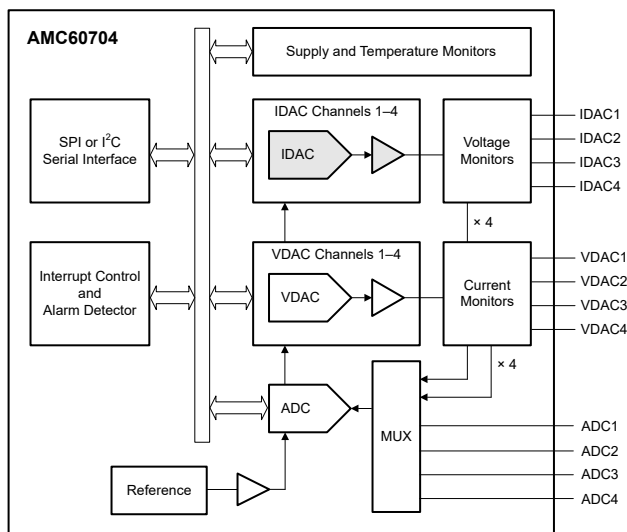 AMC60704
Supply and Temperature Monitors
SPI or I²C
Serial Interface
IDAC Channels 1–4
IDAC
Voltage
Monitors
IDAC1
IDAC2
IDAC3
IDAC4
× 4
Interrupt Control
and
Alarm Detector
VDAC Channels 1–4
VDAC
Current
Monitors
VDAC1
VDAC2
VDAC3
VDAC4
× 4
ADC
MUX
ADC1
ADC2
ADC3
ADC4
Reference